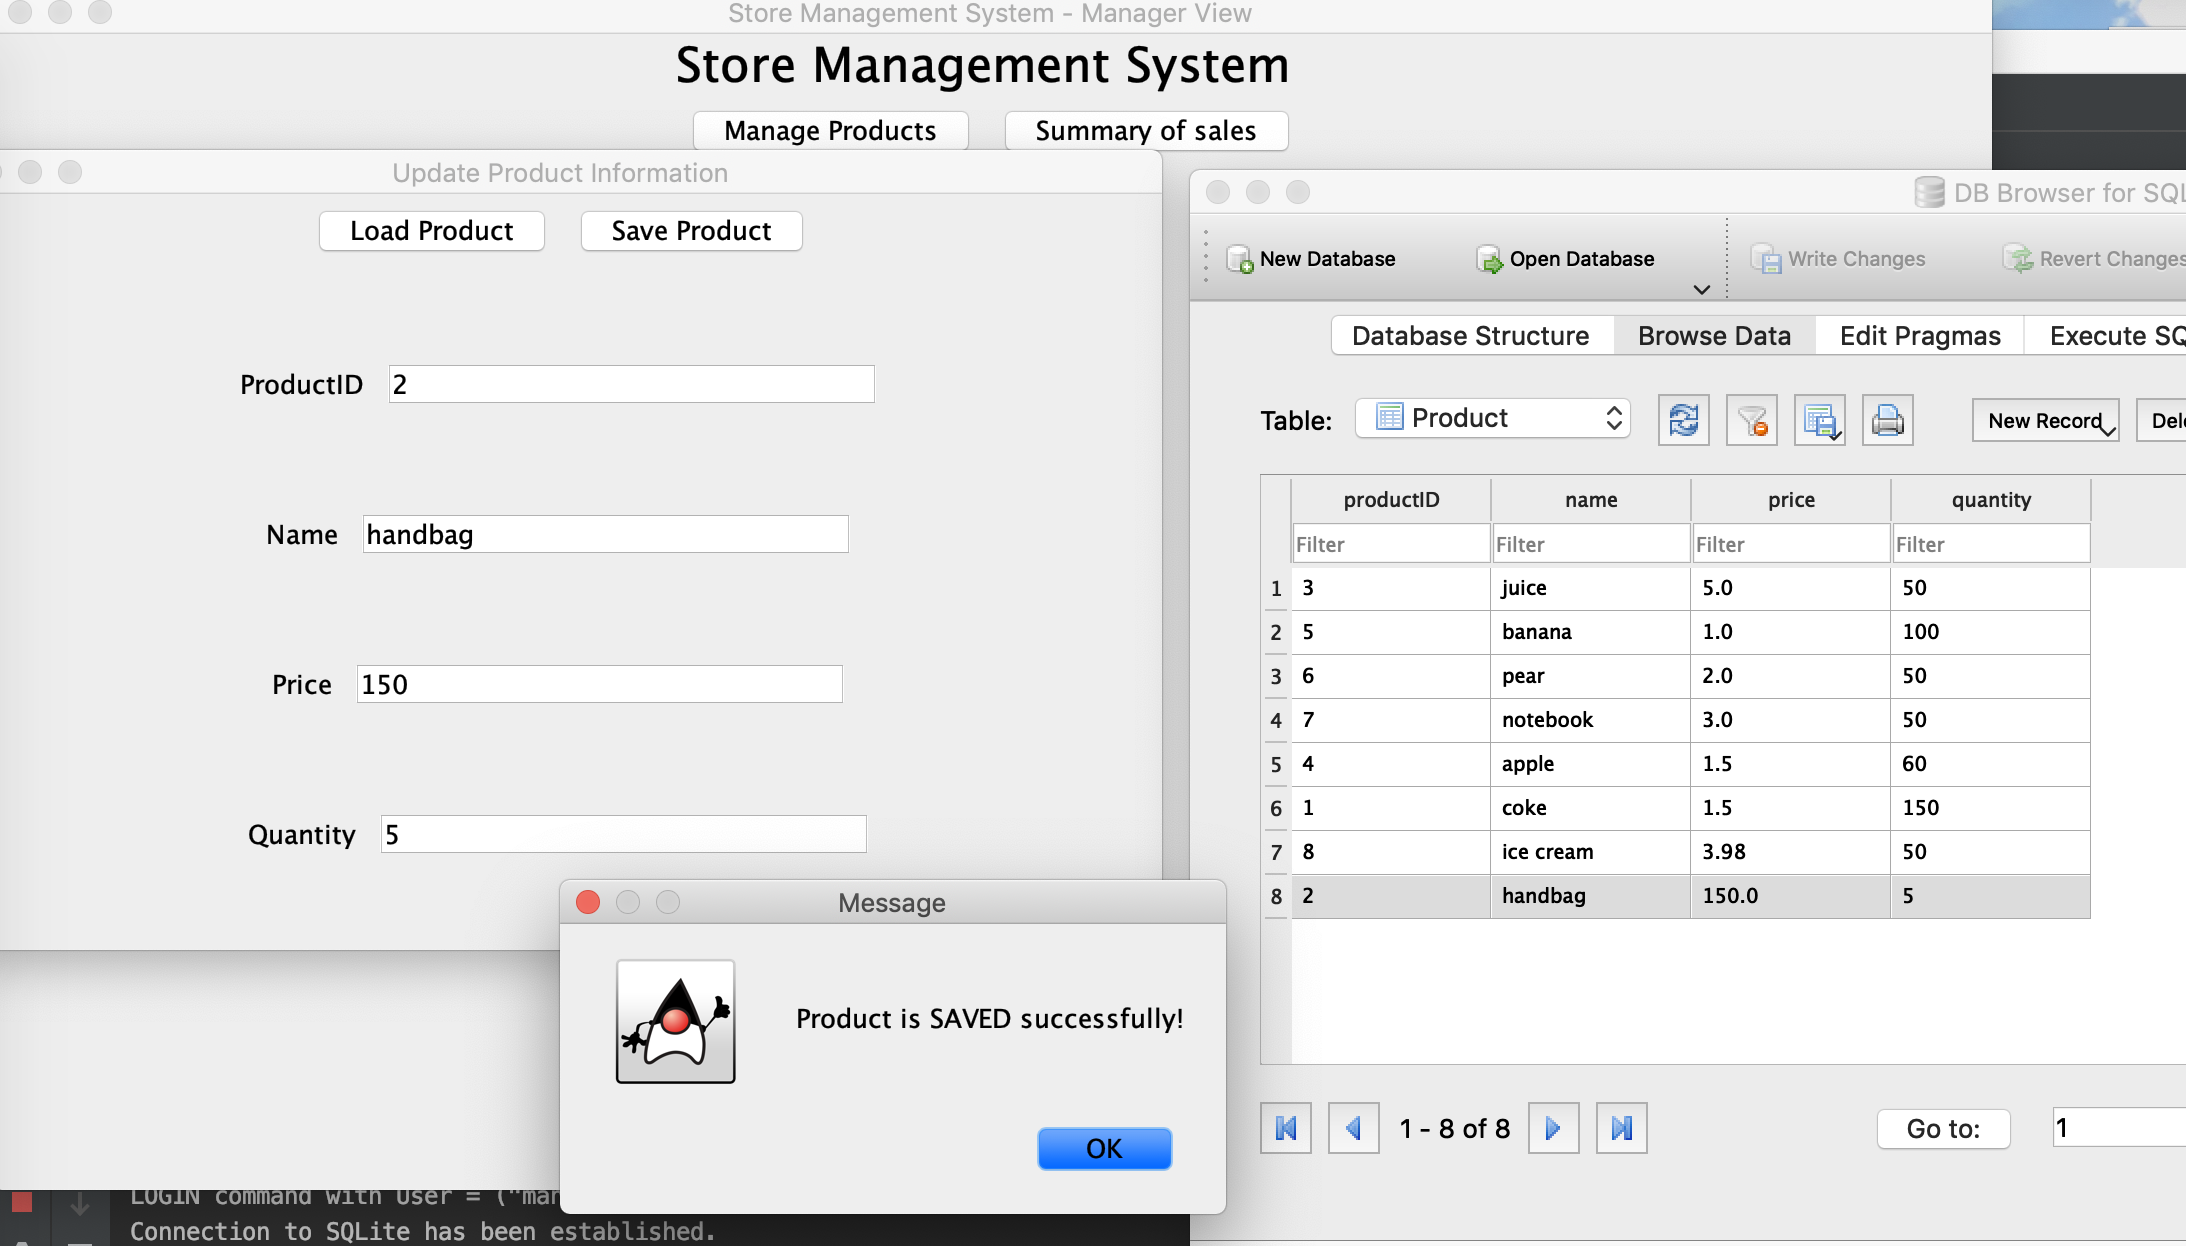 Store Management System - Manager View
Store Management System
Manage Products
Summary of sales
Update Product Information
Load Product
Save Product
ProductID
2
Name
handbag
Price
150
Quantity
5
Message
Product is SAVED successfully!
OK
LOGIN command with User = ("
Connection to SQLite has been established.
DB Browser for
New Database
Open Database
Write Changes
Revert Changes
Database Structure
Browse Data
Edit Pragmas
Execute
Table:
Product
New Record
productID name price quantity
Filter Filter Filter Filter
1 3 juice 5.0 50
2 5 banana 1.0 100
3 6 pear 2.0 50
4 7 notebook 3.0 50
5 4 apple 1.5 60
6 1 coke 1.5 150
7 8 ice cream 3.98 50
8 2 handbag 150.0 5
1 - 8 of 8
Go to:
1